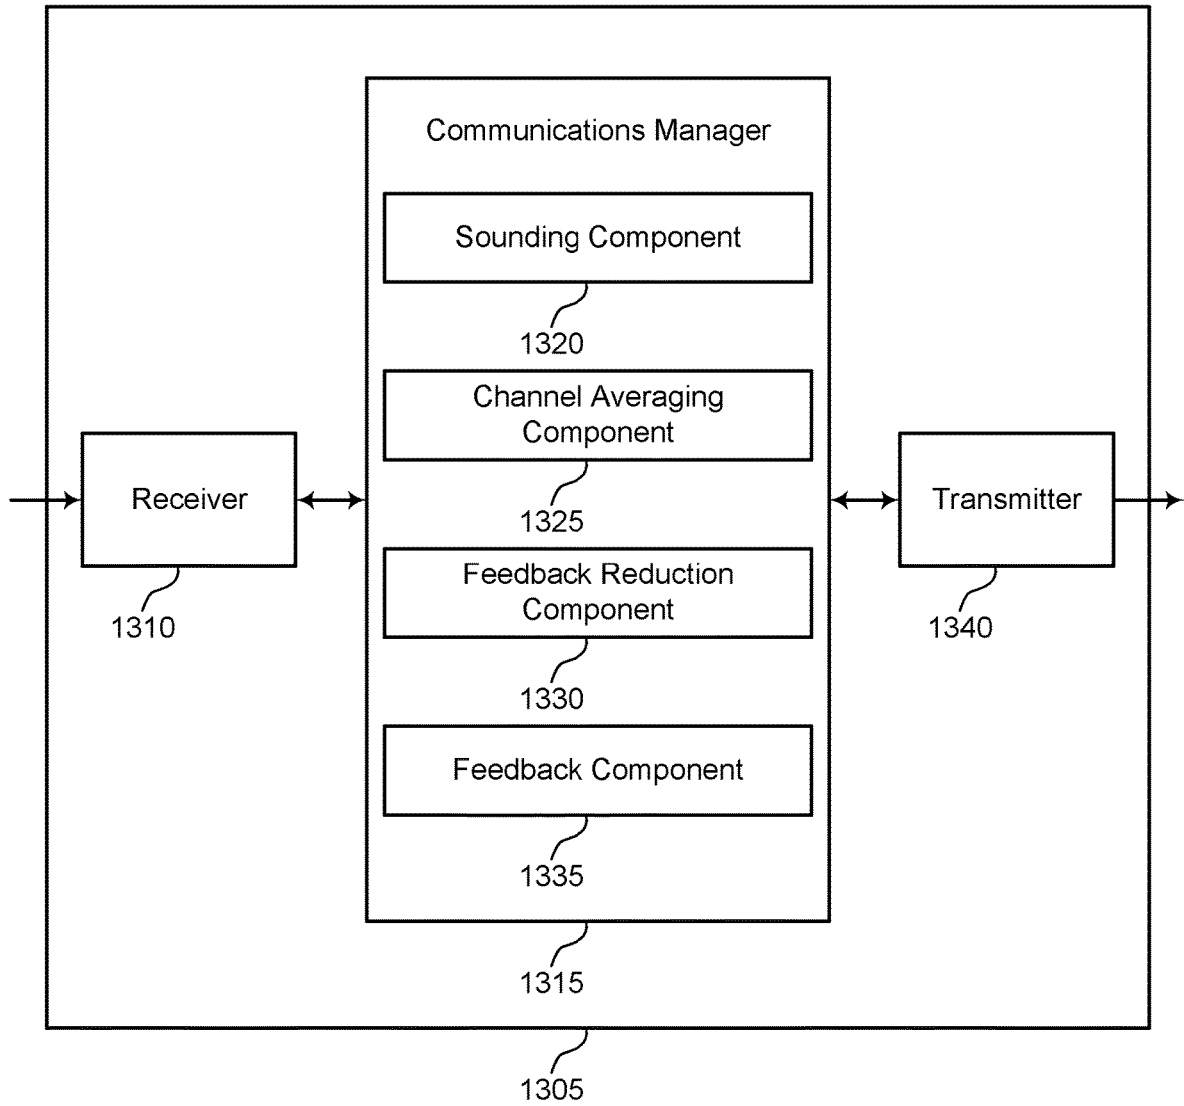 Communications Manager
Sounding Component
1320
Channel Averaging
Component
1325
Receiver
1310
Transmitter
1340
Feedback Reduction
Component
1330
Feedback Component
1335
1315
1305